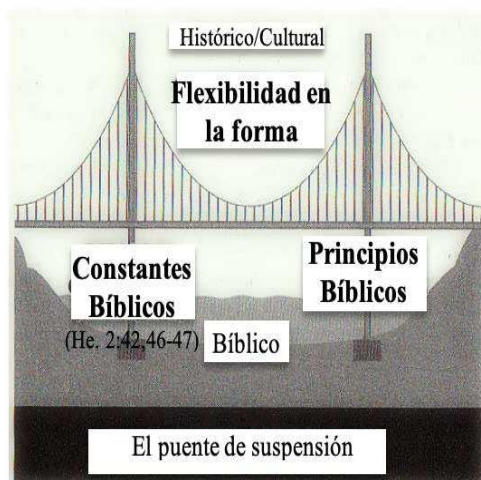 Histórico/Cultural
Flexibilidad en
la forma
Constantes
Bíblicos
(He. 2:42,46-47)
Principios
Bíblicos
Bíblico
El puente de suspensión